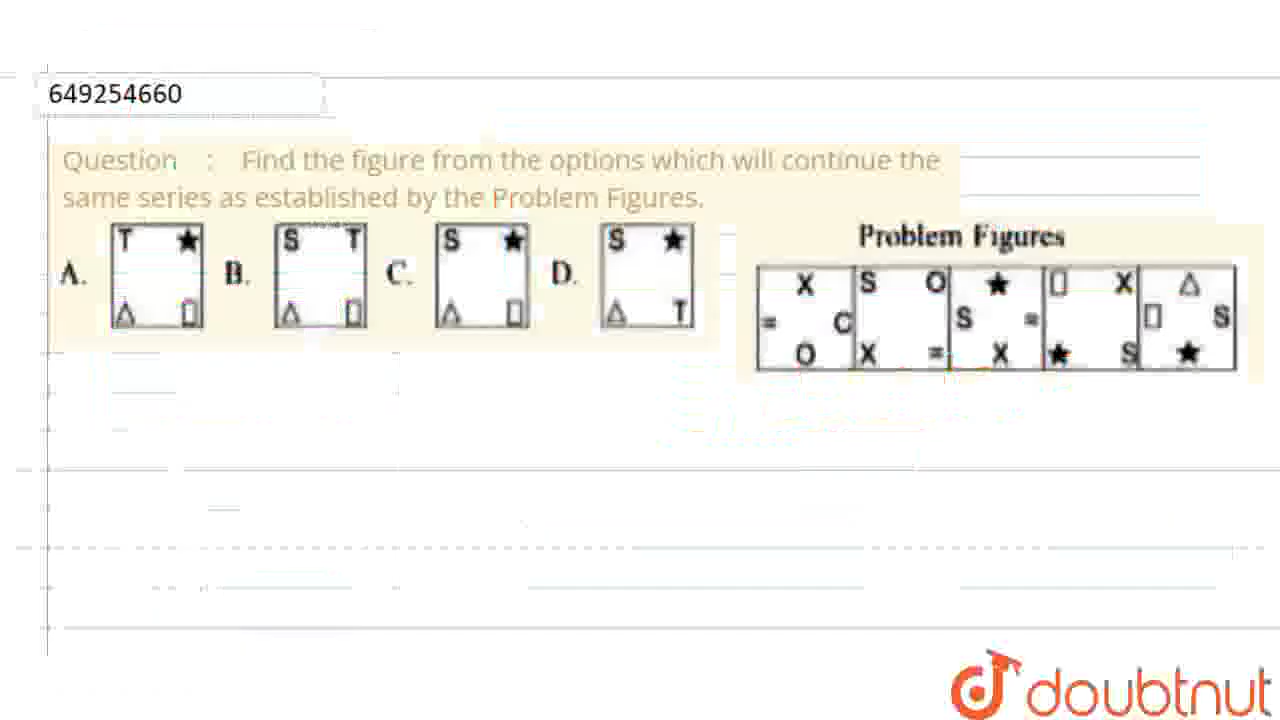 649254660
Question : Find the figure from the options which will continue the
same series as established by the Problem Figures.
A. T ★ △ ▯ B. S T △ ▯ C. S ★ △ ▯ D. S ★ △ T
Problem Figures
X S O ★ ▯ X △
= C S = ▯ S
O X = X ★ S ★
doubtnut